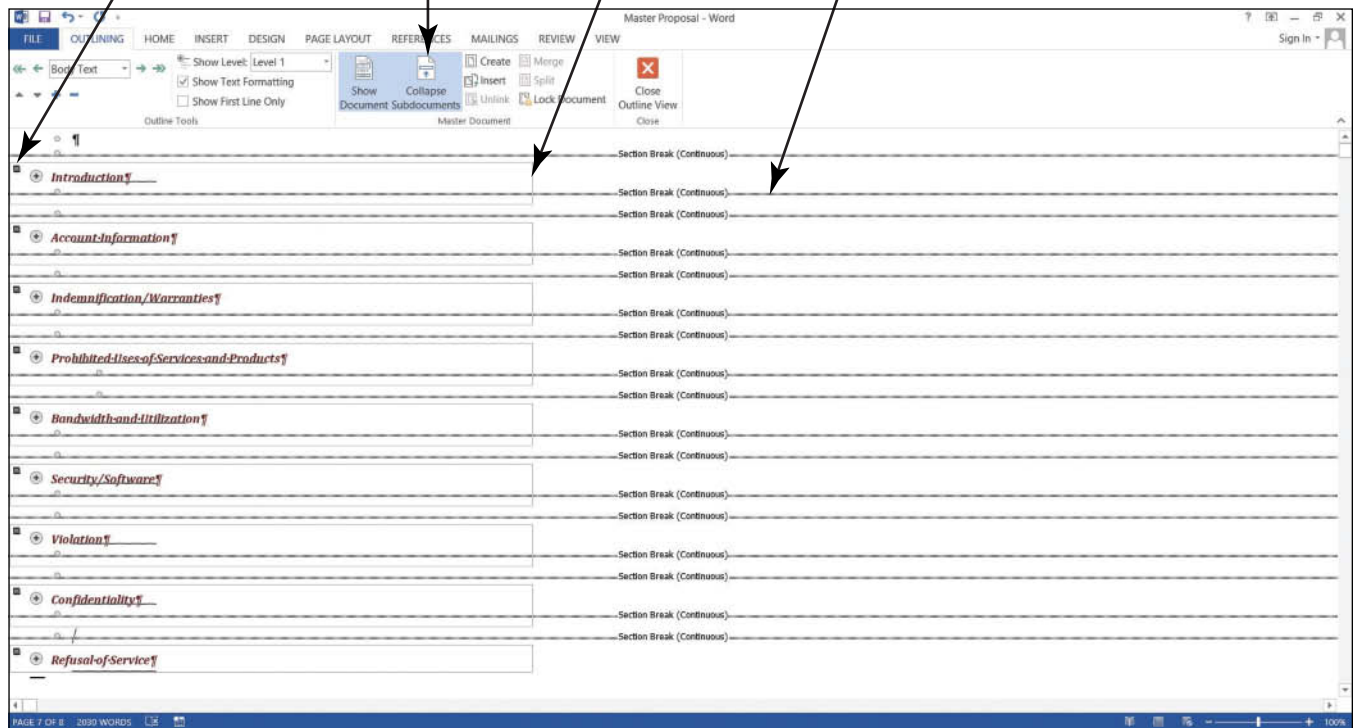 Master Proposal - Word
FILE OUTLINING HOME INSERT DESIGN PAGE LAYOUT REFERENCES MAILINGS REVIEW VIEW Sign In
Body Text
Show Level: Level 1
Show Text Formatting
Show First Line Only
Outline Tools
Show Document
Collapse Subdocuments
Create Merge
Insert Split
Unlink Lock Document
Master Document
Close Outline View
Close
¶
Section Break (Continuous)
Introduction¶
Section Break (Continuous)
Section Break (Continuous)
Account·Information¶
Section Break (Continuous)
Section Break (Continuous)
Indemnification/Warranties¶
Section Break (Continuous)
Section Break (Continuous)
Prohibited·Uses·of·Services·and·Products¶
Section Break (Continuous)
Section Break (Continuous)
Bandwidth·and·Utilization¶
Section Break (Continuous)
Section Break (Continuous)
Security/Software¶
Section Break (Continuous)
Section Break (Continuous)
Violation¶
Section Break (Continuous)
Section Break (Continuous)
Confidentiality¶
Section Break (Continuous)
Section Break (Continuous)
Refusal·of·Service¶
PAGE 7 OF 8 2030 WORDS 100%